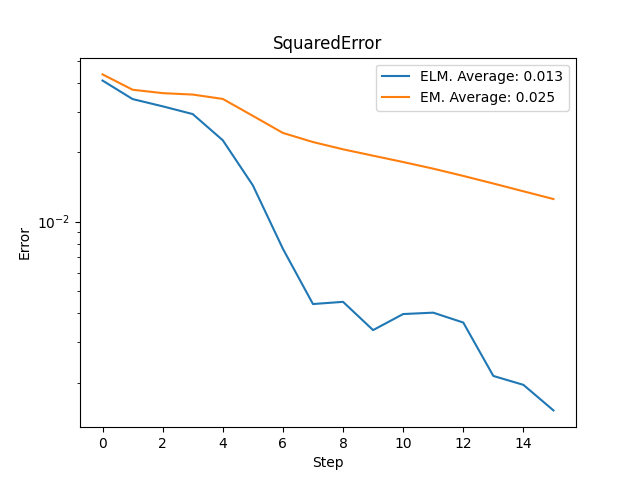 SquaredError
ELM. Average: 0.013
EM. Average: 0.025
10⁻²
Error
0 2 4 6 8 10 12 14
Step